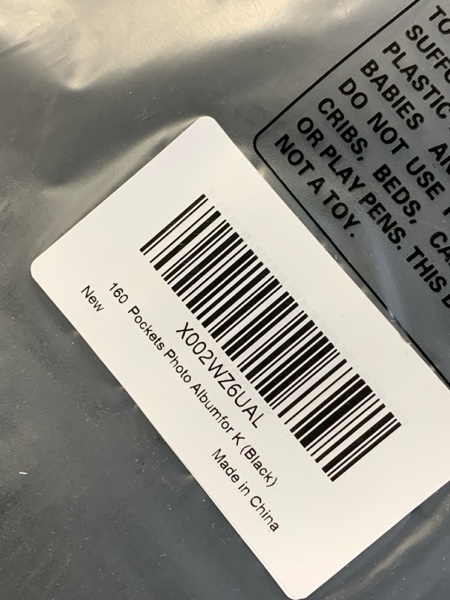 TO
PLASTIC
BABIES
DO NOT USE
CRIBS, BEDS,
OR PLAY PENS. THIS
NOT A TOY.
X002WZ6UAL
160 Pockets Photo Albumfor K (Black)
New
Made in China